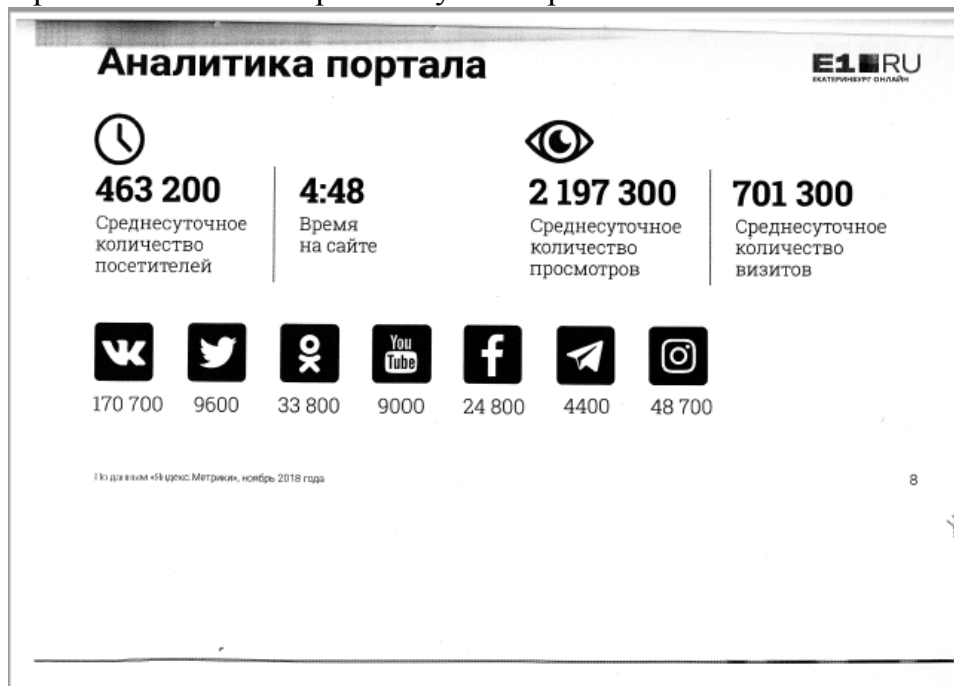 Аналитика портала
E1 RU
ЕКАТЕРИНБУРГ ОНЛАЙН
463 200
Среднесуточное
количество
посетителей
4:48
Время
на сайте
2 197 300
Среднесуточное
количество
просмотров
701 300
Среднесуточное
количество
визитов
You
Tube
170 700
9600
33 800
9000
24 800
4400
48 700
По данным «Яндекс.Метрики», ноябрь 2018 года
8